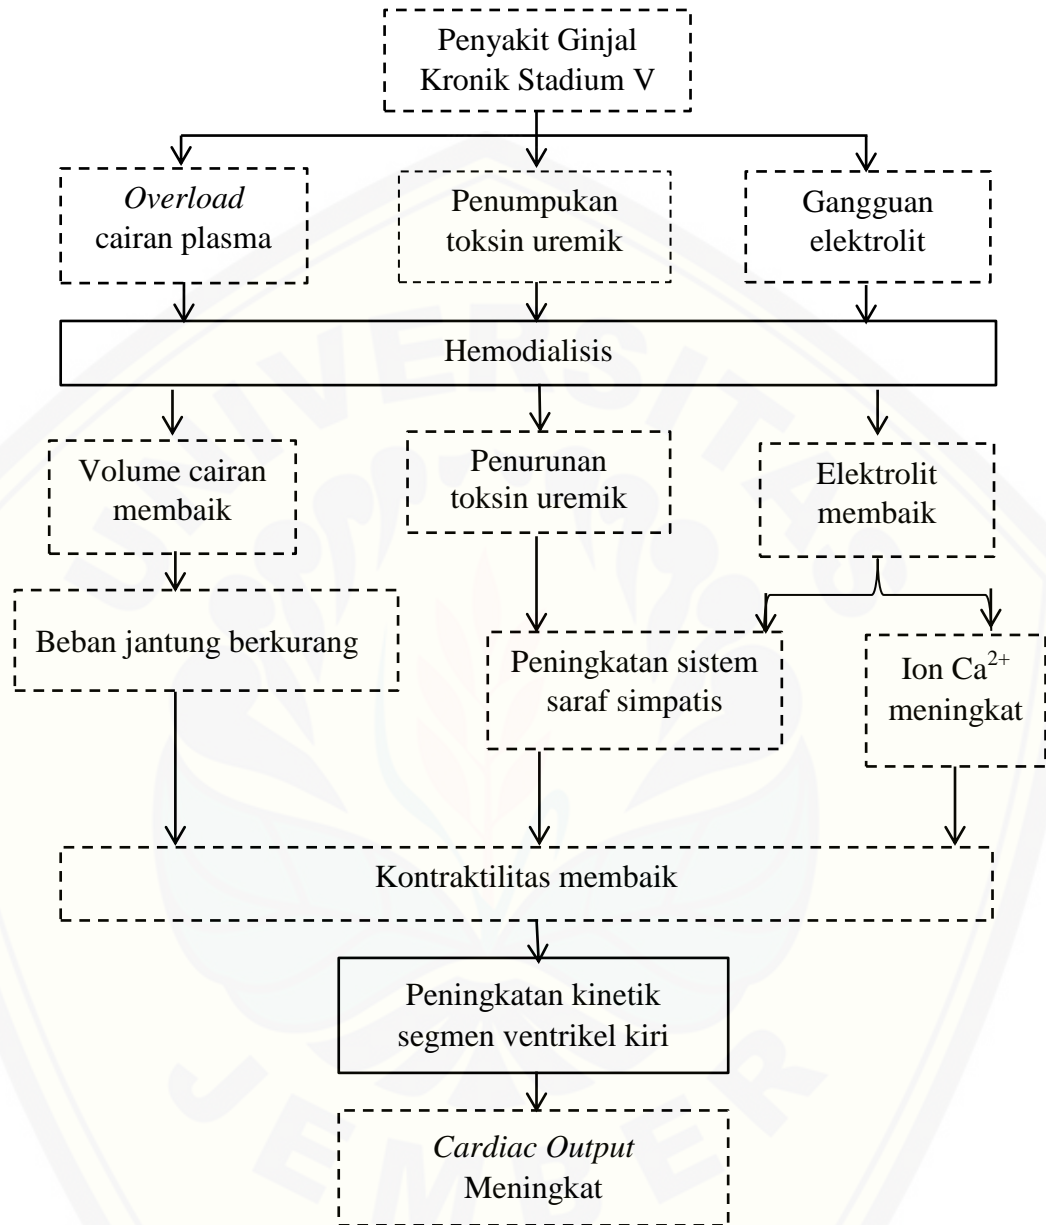 Penyakit Ginjal
Kronik Stadium V
Overload
cairan plasma
Penumpukan
toksin uremik
Gangguan
elektrolit
Hemodialisis
Volume cairan
membaik
Penurunan
toksin uremik
Elektrolit
membaik
Beban jantung berkurang
Peningkatan sistem
saraf simpatis
Ion Ca²⁺
meningkat
Kontraktilitas membaik
Peningkatan kinetik
segmen ventrikel kiri
Cardiac Output
Meningkat
UNIVERSITAS
JEMBER